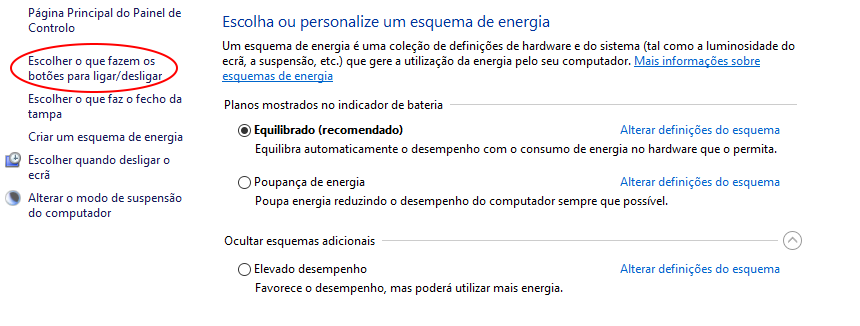 Página Principal do Painel de
Controlo
Escolher o que fazem os
botões para ligar/desligar
Escolher o que faz o fecho da
tampa
Criar um esquema de energia
Escolher quando desligar o
ecrã
Alterar o modo de suspensão
do computador
Escolha ou personalize um esquema de energia
Um esquema de energia é uma coleção de definições de hardware e do sistema (tal como a luminosidade do
ecrã, a suspensão, etc.) que gere a utilização da energia pelo seu computador. Mais informações sobre
esquemas de energia
Planos mostrados no indicador de bateria
Equilibrado (recomendado) Alterar definições do esquema
Equilibra automaticamente o desempenho com o consumo de energia no hardware que o permita.
Poupança de energia Alterar definições do esquema
Poupa energia reduzindo o desempenho do computador sempre que possível.
Ocultar esquemas adicionais
Elevado desempenho Alterar definições do esquema
Favorece o desempenho, mas poderá utilizar mais energia.